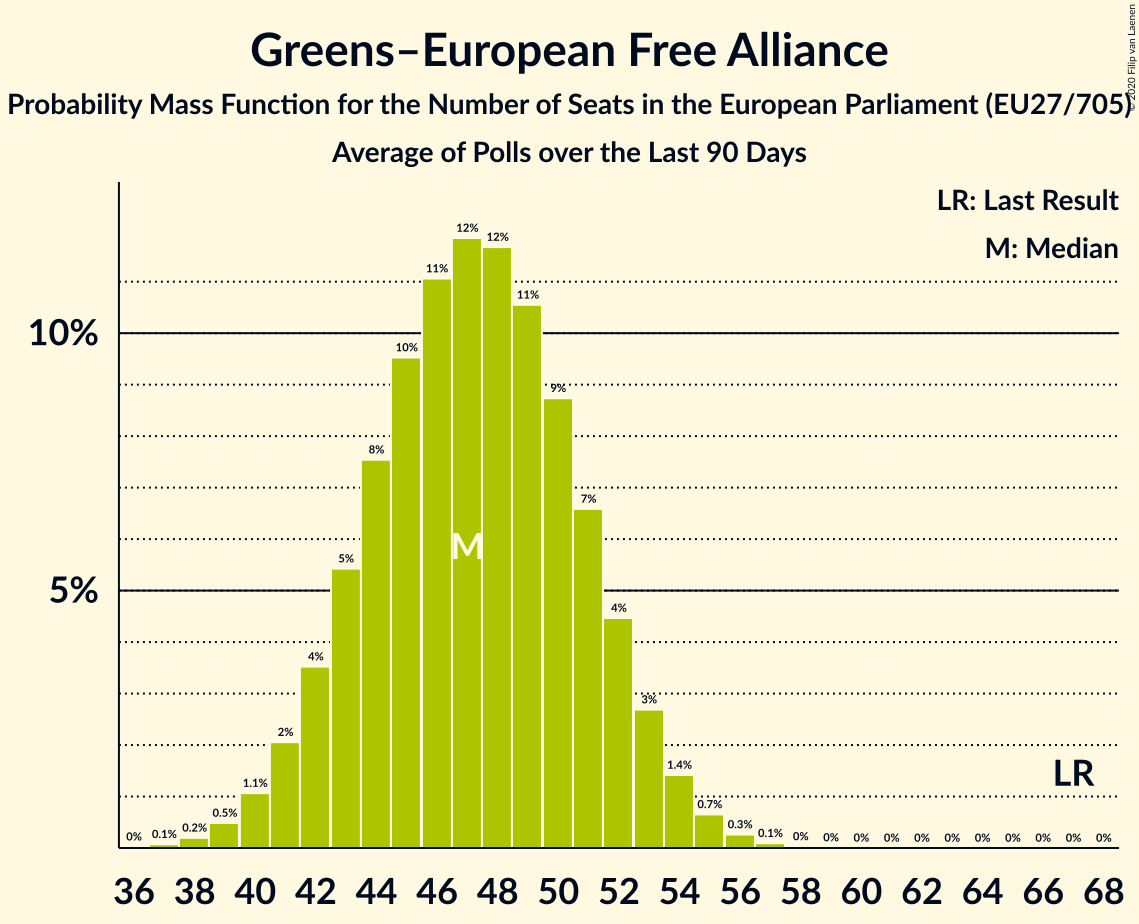 Greens–European Free Alliance
Probability Mass Function for the Number of Seats in the European Parliament (EU27/705)
Average of Polls over the Last 90 Days
© 2020 Filip van Laenen
LR: Last Result
M: Median
10%
5%
0% 0.1% 0.2% 0.5% 1.1% 2% 4% 5% 8% 10% 11% 12% 12% 11% 9% 7% 4% 3% 1.4% 0.7% 0.3% 0.1% 0% 0% 0% 0% 0% 0% 0% 0% 0% 0% 0%
M
LR
36 38 40 42 44 46 48 50 52 54 56 58 60 62 64 66 68